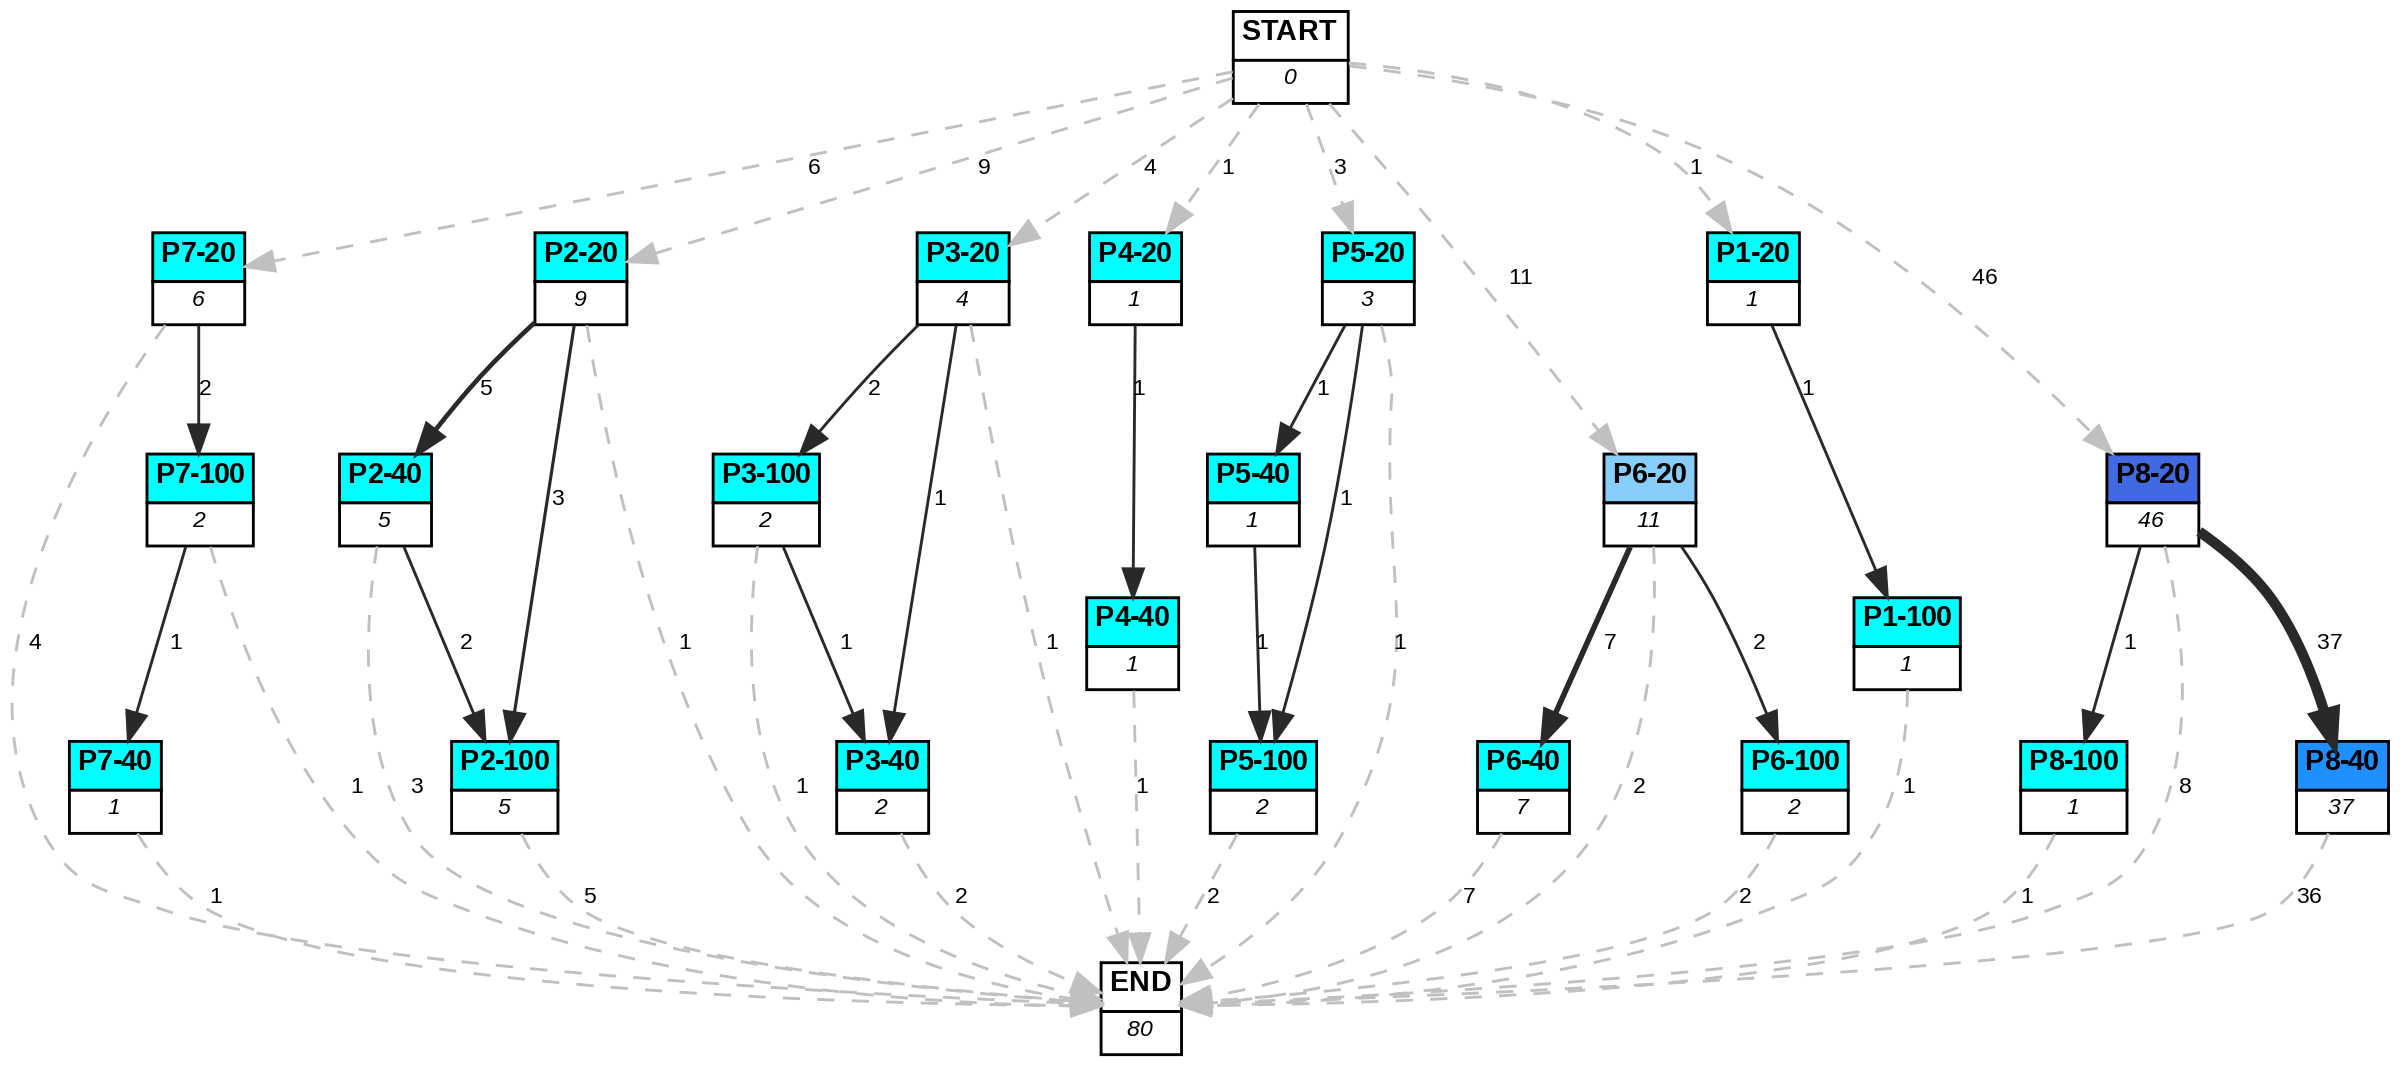 START
0
6
9
4
1
3
1
11
46
P7-20
6
P2-20
9
P3-20
4
P4-20
1
P5-20
3
P1-20
1
2
5
2
1
1
1
3
1
1
P7-100
2
P2-40
5
P3-100
2
P5-40
1
P6-20
11
P8-20
46
P4-40
1
P1-100
1
4
1
2
1
1
1
1
1
7
2
1
37
P7-40
1
P2-100
5
P3-40
2
P5-100
2
P6-40
7
P6-100
2
P8-100
1
P8-40
37
1
3
1
1
2
1
8
1
5
2
2
7
2
1
36
END
80